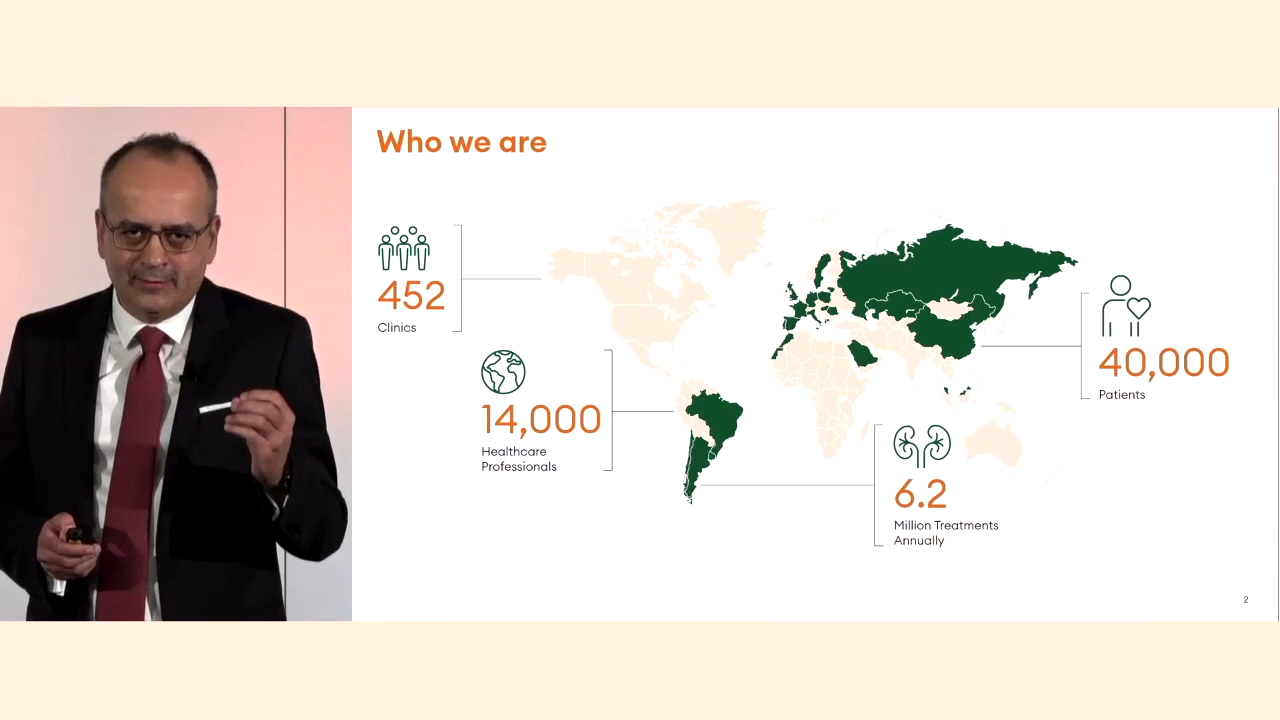 Who we are
452
Clinics
14,000
Healthcare
Professionals
40,000
Patients
6.2
Million Treatments
Annually
2